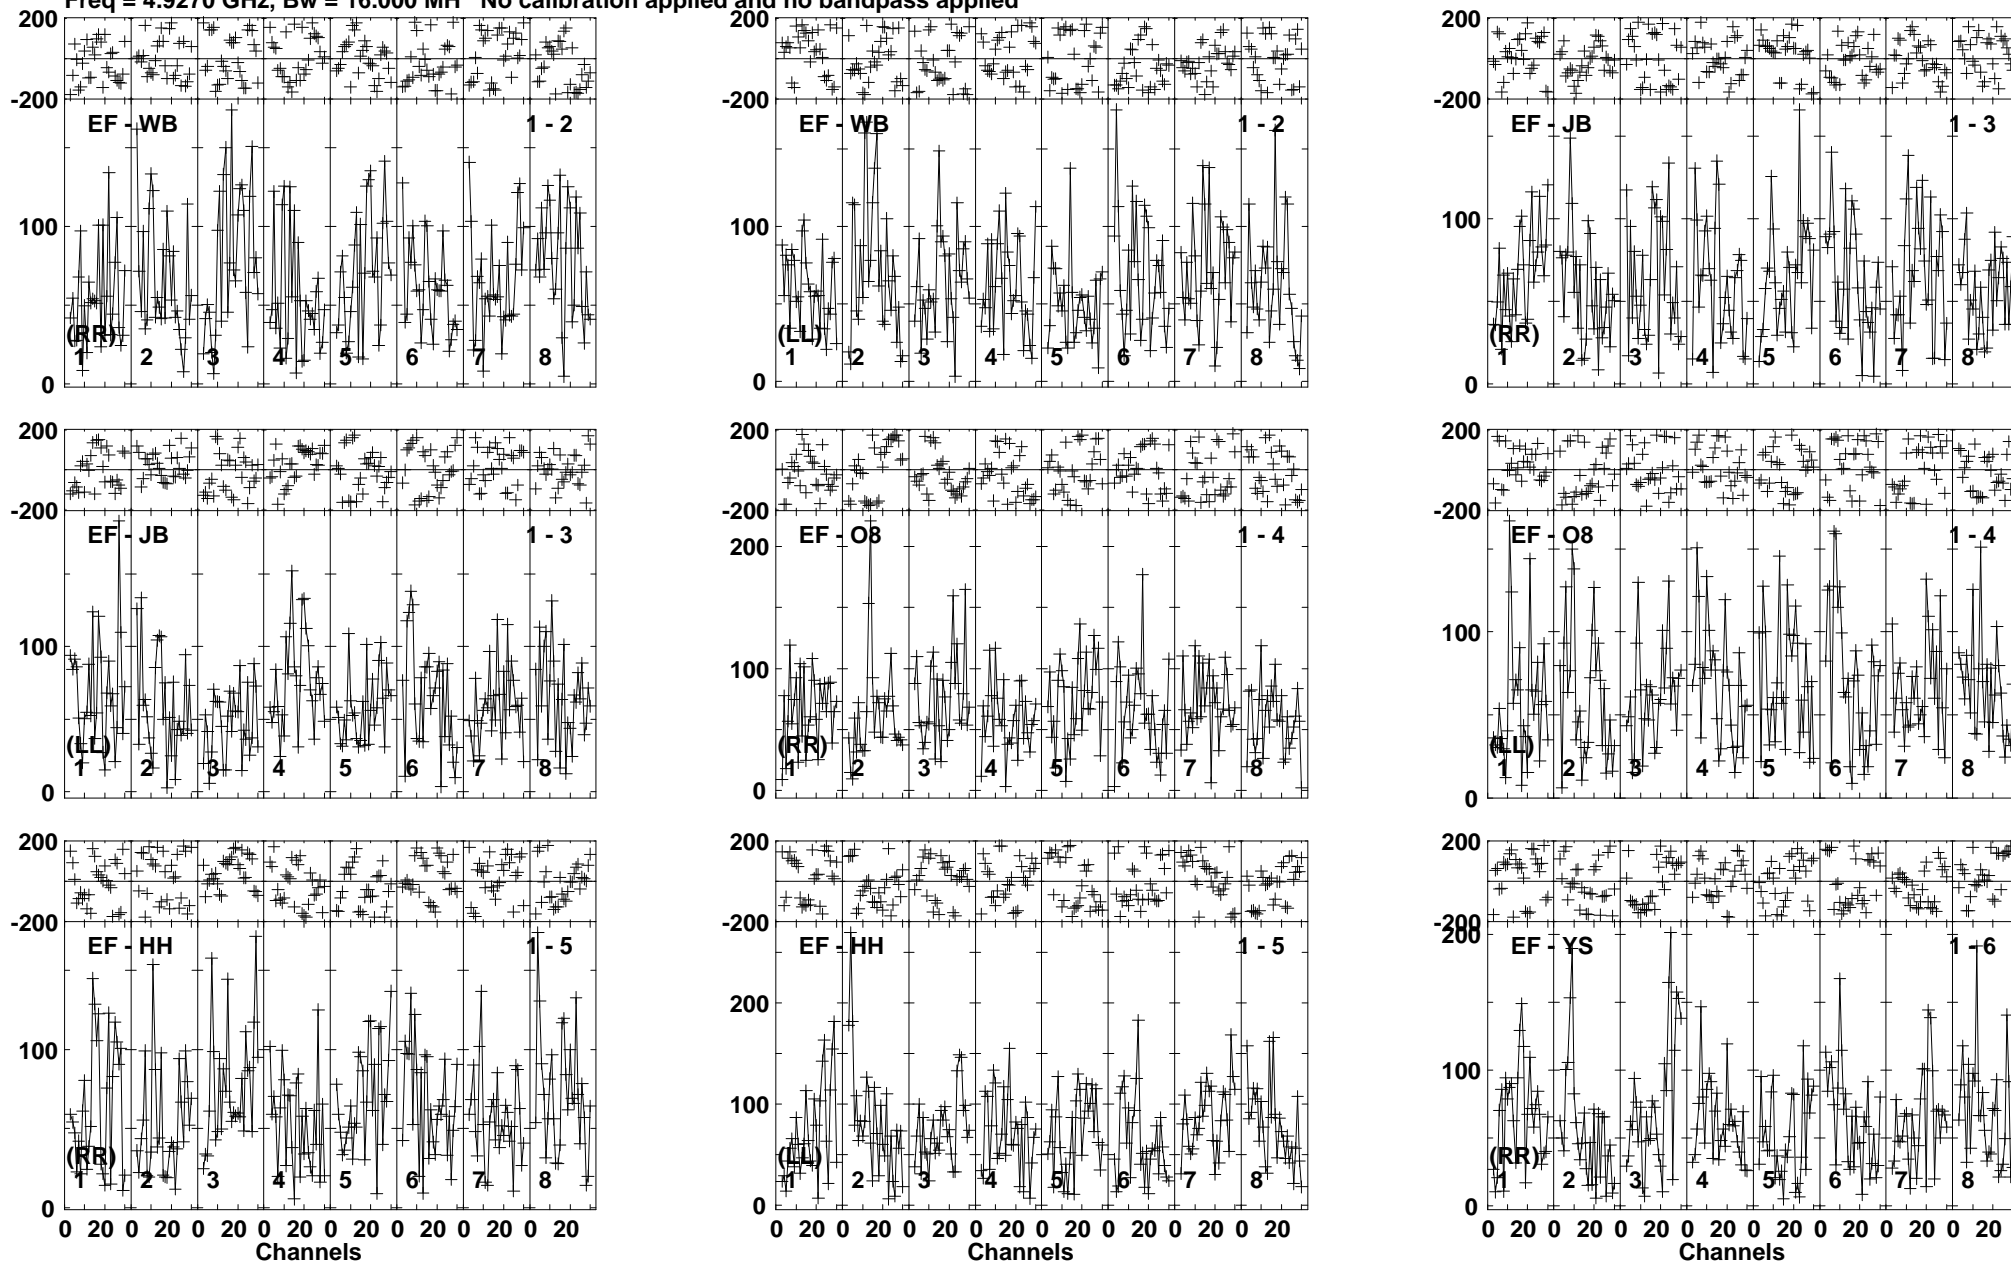 Freq = 4.9270 GHz, Bw = 16.000 MH No calibration applied and no bandpass applied
200 200 200
-200 -200 -200
EF - WB 1 - 2 EF - WB 1 - 2 EF - JB 1 - 3
100 100 100
(RR) (LL) (RR)
1 2 3 4 5 6 7 8 1 2 3 4 5 6 7 8 1 2 3 4 5 6 7 8
0 0 0
200 200 200
-200 -200 -200
EF - JB 1 - 3 EF - O8 1 - 4 EF - O8 1 - 4
200
100 100 100
(LL) (RR) (LL)
1 2 3 4 5 6 7 8 1 2 3 4 5 6 7 8 1 2 3 4 5 6 7 8
0 0 0
200 200 200
-200 -200 -200
200
EF - HH 1 - 5 EF - HH 1 - 5 EF - YS 1 - 6
200
100 100 100
(RR) (LL) (RR)
1 2 3 4 5 6 7 8 1 2 3 4 5 6 7 8 1 2 3 4 5 6 7 8
0 0 0
0 20 0 20 0 20 0 20 0 20 0 20 0 20 0 20 0 20 0 20 0 20 0 20 0 20 0 20 0 20 0 20 0 20 0 20 0 20 0 20 0 20 0 20 0 20 0 20
Channels Channels Channels